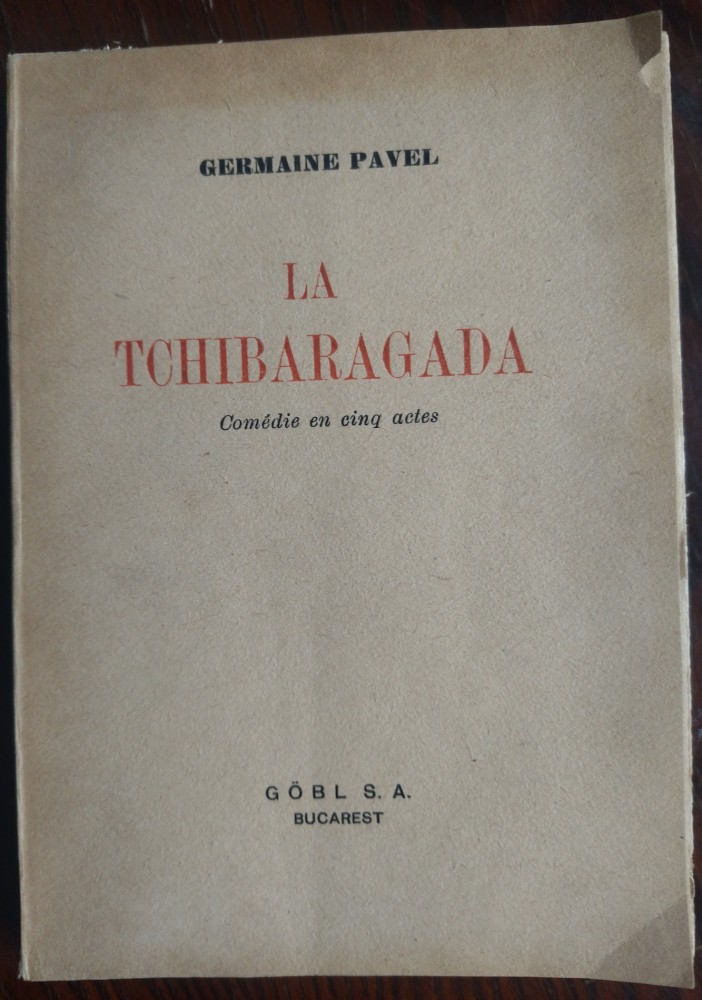 GERMAINE PAVEL
LA
TCHIBARAGADA
Comédie en cinq actes
GÖBL S. A.
BUCAREST